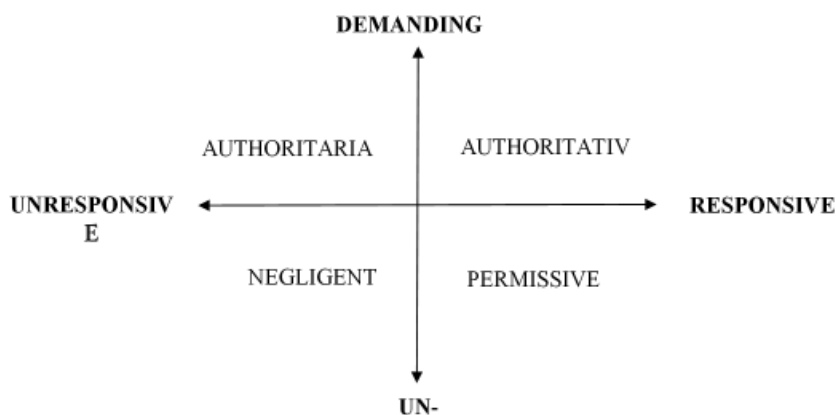 DEMANDING
AUTHORITARIA
AUTHORITATIV
UNRESPONSIV
E
RESPONSIVE
NEGLIGENT
PERMISSIVE
UN-